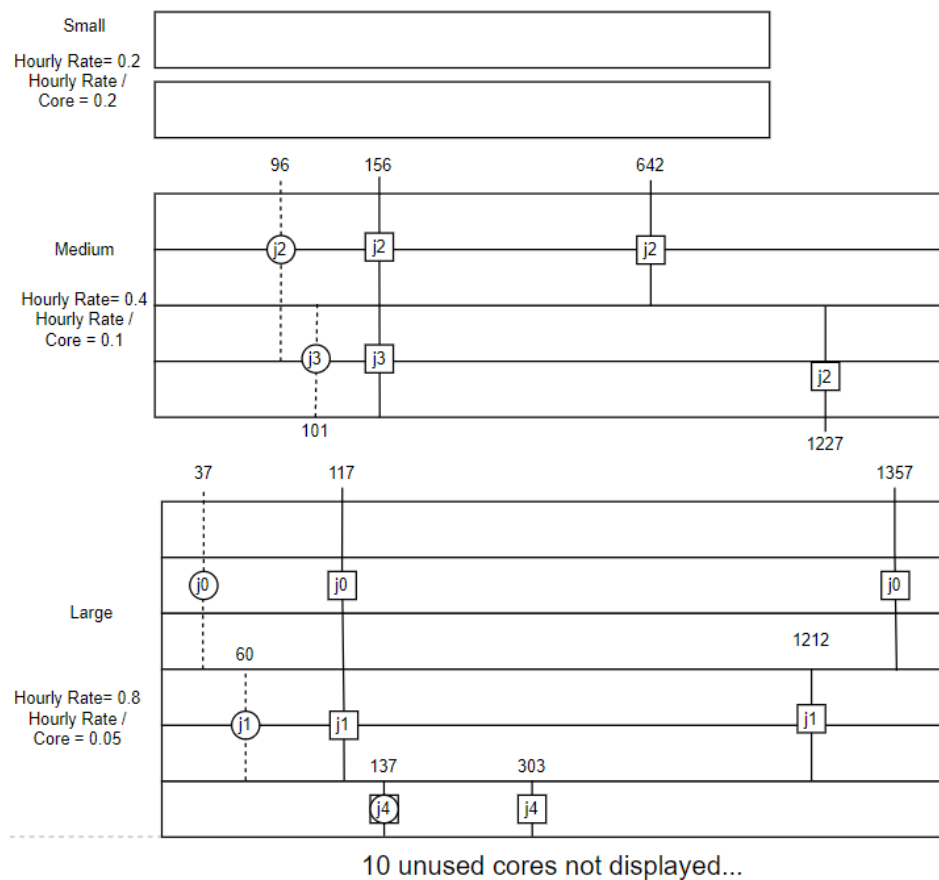 Small
Hourly Rate= 0.2
Hourly Rate /
Core = 0.2
96
156
642
j2
j2
j2
Medium
Hourly Rate= 0.4
Hourly Rate /
Core = 0.1
j3
j3
j2
101
1227
37
117
1357
j0
j0
j0
Large
60
1212
Hourly Rate= 0.8
Hourly Rate /
Core = 0.05
j1
j1
j1
137
303
j4
j4
10 unused cores not displayed...